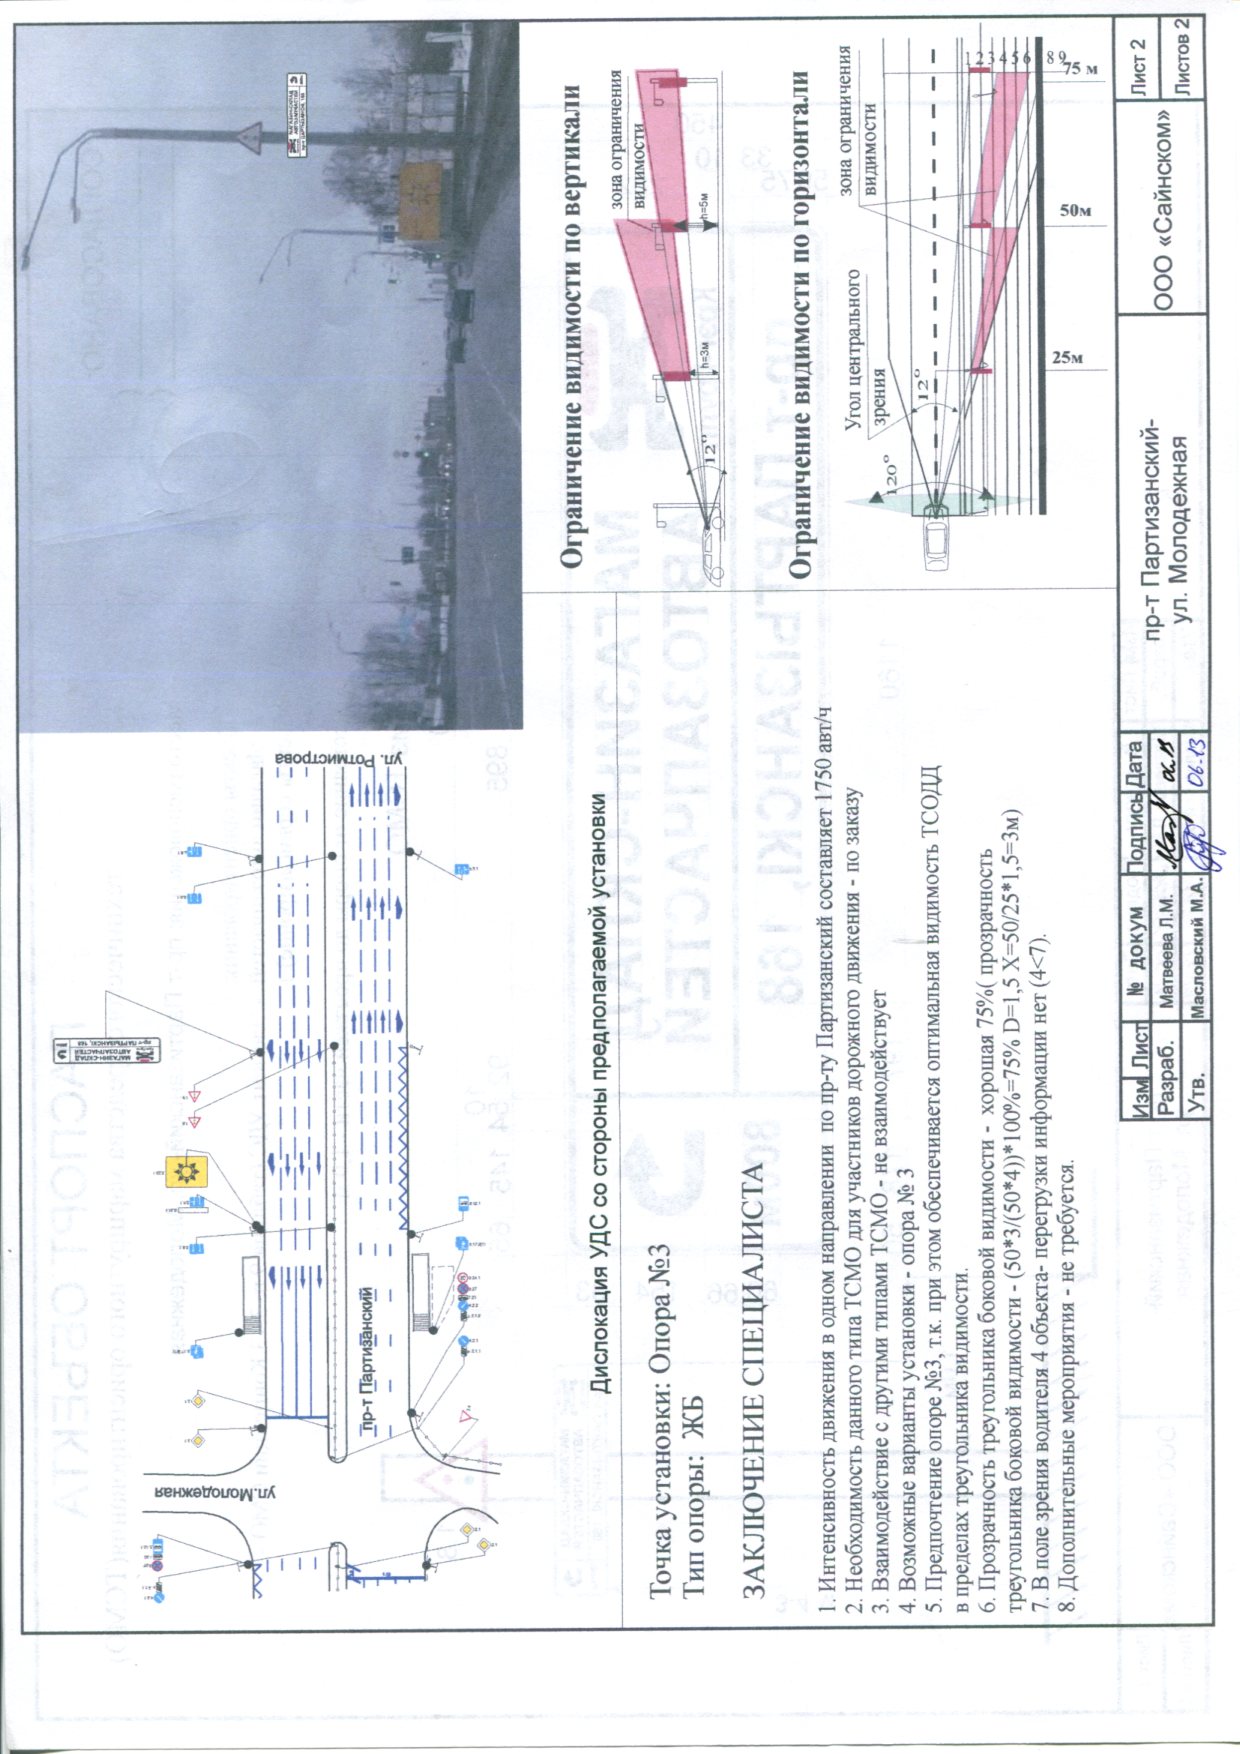 ул.Молодежная
пр-т Партизанский
ул. Ротмистрова
МАГАЗИН-СКЛАД
АВТОЗАПЧАСТЕЙ
Дислокация УДС со стороны предполагаемой установки
Точка установки: Опора №3
Тип опоры: ЖБ
ЗАКЛЮЧЕНИЕ СПЕЦИАЛИСТА
1. Интенсивность движения в одном направлении по пр-ту Партизанский составляет 1750 авт/ч
2. Необходимость данного типа ТСМО для участников дорожного движения - по заказу
3. Взаимодействие с другими типами ТСМО - не взаимодействует
4. Возможные варианты установки - опора № 3
5. Предпочтение опоре №3, т.к. при этом обеспечивается оптимальная видимость ТСОДД
в пределах треугольника видимости.
6. Прозрачность треугольника боковой видимости - хорошая 75%( прозрачность
треугольника боковой видимости - (50*3/(50*4))*100%=75% D=1,5 X=50/25*1,5=3м)
7. В поле зрения водителя 4 объекта- перегрузки информации нет (4<7).
8. Дополнительные мероприятия - не требуется.
Ограничение видимости по вертикали
зона ограничения
видимости
h=5м
h=3м
12°
Ограничение видимости по горизонтали
зона ограничения
видимости
Угол центрального
зрения
120°
12°
1 2 3 4 5 6 8 9
75 м
50м
25м
Изм Лист № докум Подпись Дата
Разраб. Матвеева Л.М. 06.13
Утв. Масловский М.А. 06.13
пр-т Партизанский-
ул. Молодежная
ООО «Сайнском»
Лист 2
Листов 2